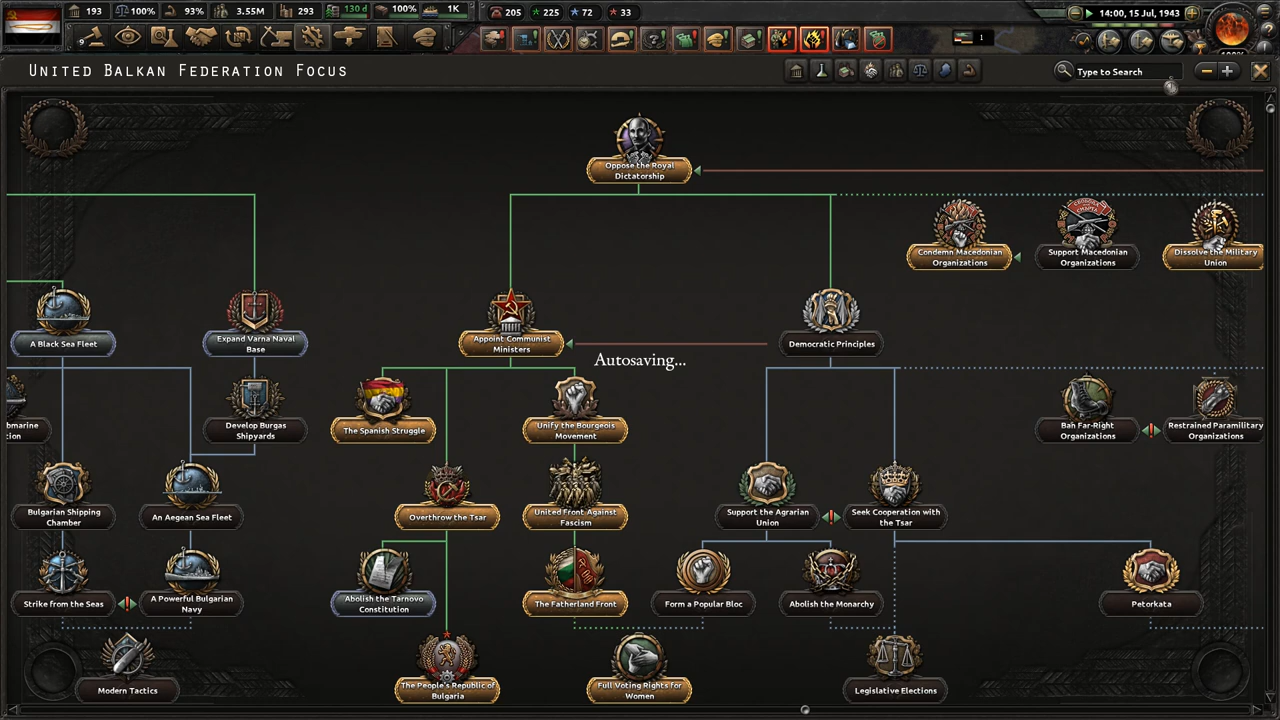 193 100% 93% 3.55M 293 130 d 100% 1K 205 225 72 33 14:00, 15 Jul, 1943
9 1 100%
UNITED BALKAN FEDERATION FOCUS Type to Search
Oppose the Royal
Dictatorship
Condemn Macedonian
Organizations
Support Macedonian
Organizations
Dissolve the Military
Union
A Black Sea Fleet
Expand Varna Naval
Base
Appoint Communist
Ministers
Democratic Principles
Autosaving...
Develop Burgas
Shipyards
The Spanish Struggle
Unify the Bourgeois
Movement
Ban Far-Right
Organizations
Restrained Paramilitary
Organizations
Bulgarian Shipping
Chamber
An Aegean Sea Fleet
Overthrow the Tsar
United Front Against
Fascism
Support the Agrarian
Union
Seek Cooperation with
the Tsar
Strike from the Seas
A Powerful Bulgarian
Navy
Abolish the Tarnovo
Constitution
The Fatherland Front
Form a Popular Bloc
Abolish the Monarchy
Petorkata
Modern Tactics
The People's Republic of
Bulgaria
Full Voting Rights for
Women
Legislative Elections